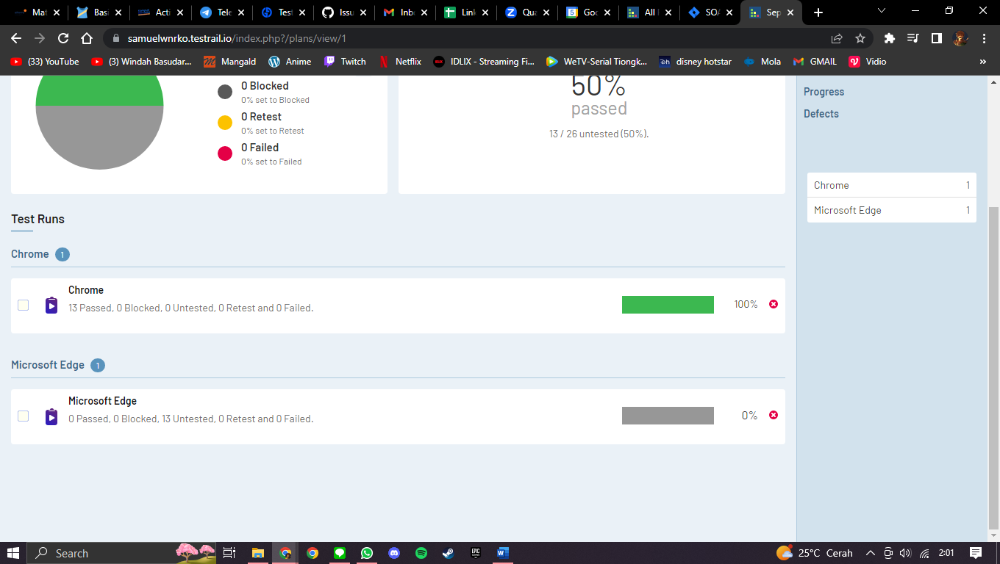 Mat
Basi
Acti
Tele
Test
Issu
Inbo
Link
Qua
Goo
All
SOA
Sep
samuelwnrko.testrail.io/index.php?/plans/view/1
(33) YouTube
(3) Windah Basudar...
Mangald
Anime
Twitch
Netflix
IDLIX - Streaming Fi...
WeTV-Serial Tiongk...
disney hotstar
Mola
GMAIL
Vidio
»
0 Blocked
0% set to Blocked
0 Retest
0% set to Retest
0 Failed
0% set to Failed
50%
passed
13 / 26 untested (50%).
Progress
Defects
Chrome 1
Microsoft Edge 1
Test Runs
Chrome 1
Chrome
13 Passed, 0 Blocked, 0 Untested, 0 Retest and 0 Failed.
100%
Microsoft Edge 1
Microsoft Edge
0 Passed, 0 Blocked, 13 Untested, 0 Retest and 0 Failed.
0%
Search
25°C Cerah
2:01